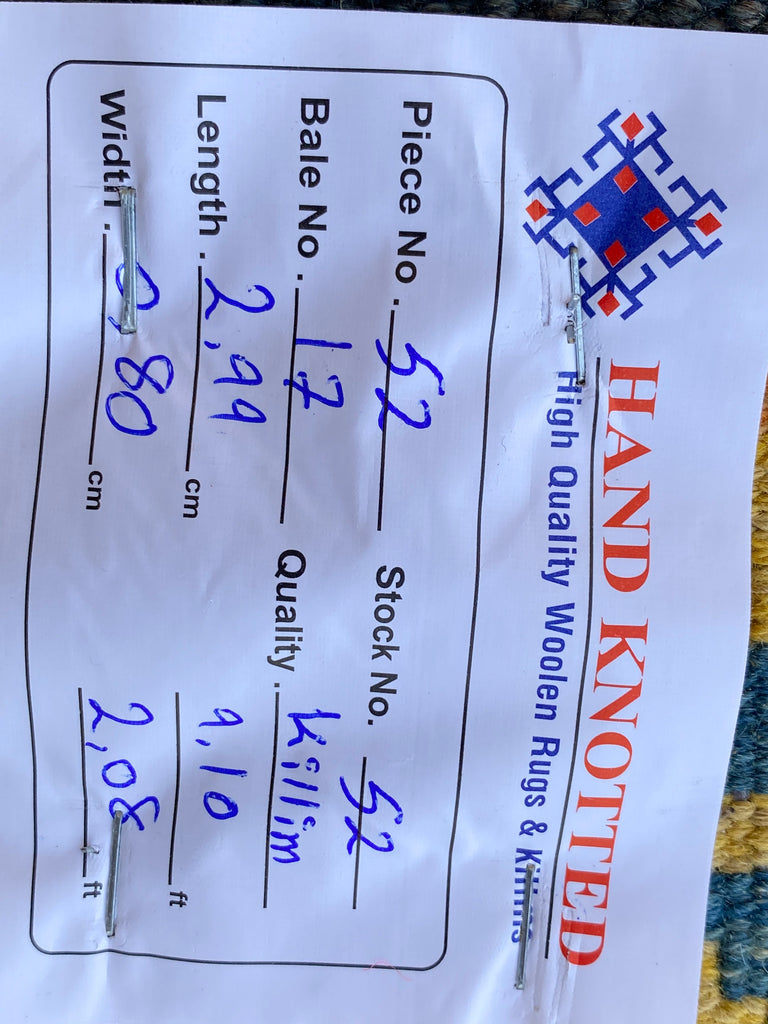 HAND KNOTTED
High Quality Woolen Rugs & Killims
Piece No. 52 Stock No. 52
Bale No. 17 Quality. killim
Length. 2,99 cm 9,10 ft
Width. 0,80 cm 2,08 ft